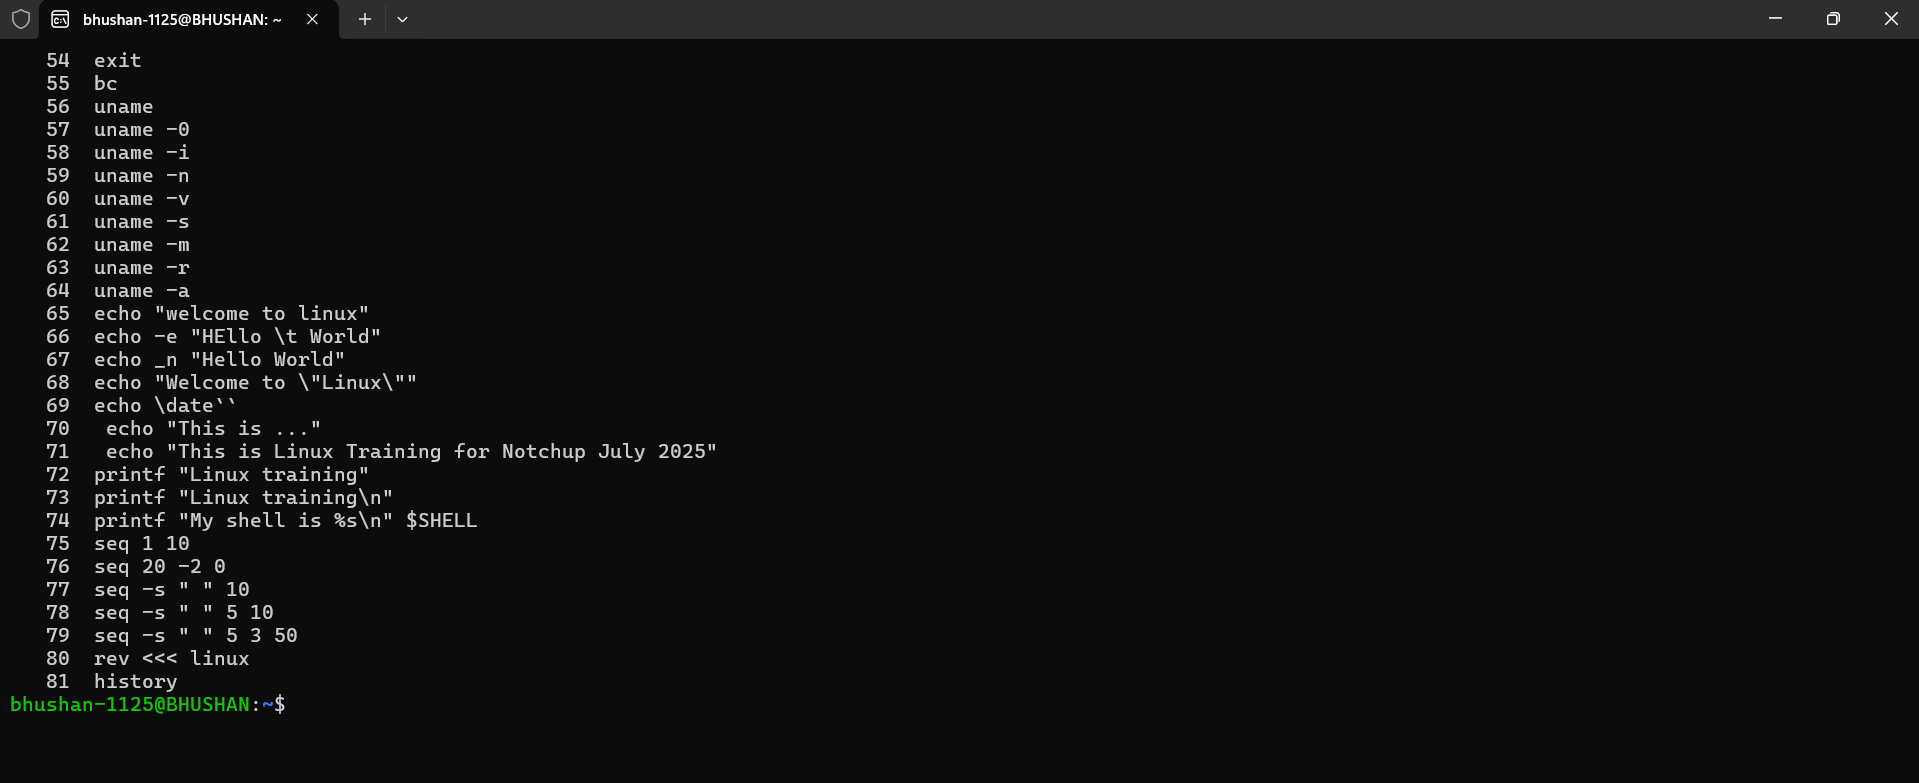 bhushan-1125@BHUSHAN: ~
54  exit
55  bc
56  uname
57  uname -0
58  uname -i
59  uname -n
60  uname -v
61  uname -s
62  uname -m
63  uname -r
64  uname -a
65  echo "welcome to linux"
66  echo -e "HEllo \t World"
67  echo _n "Hello World"
68  echo "Welcome to \"Linux\""
69  echo \date``
70   echo "This is ..."
71   echo "This is Linux Training for Notchup July 2025"
72  printf "Linux training"
73  printf "Linux training\n"
74  printf "My shell is %s\n" $SHELL
75  seq 1 10
76  seq 20 -2 0
77  seq -s " " 10
78  seq -s " " 5 10
79  seq -s " " 5 3 50
80  rev <<< linux
81  history
bhushan-1125@BHUSHAN:~$